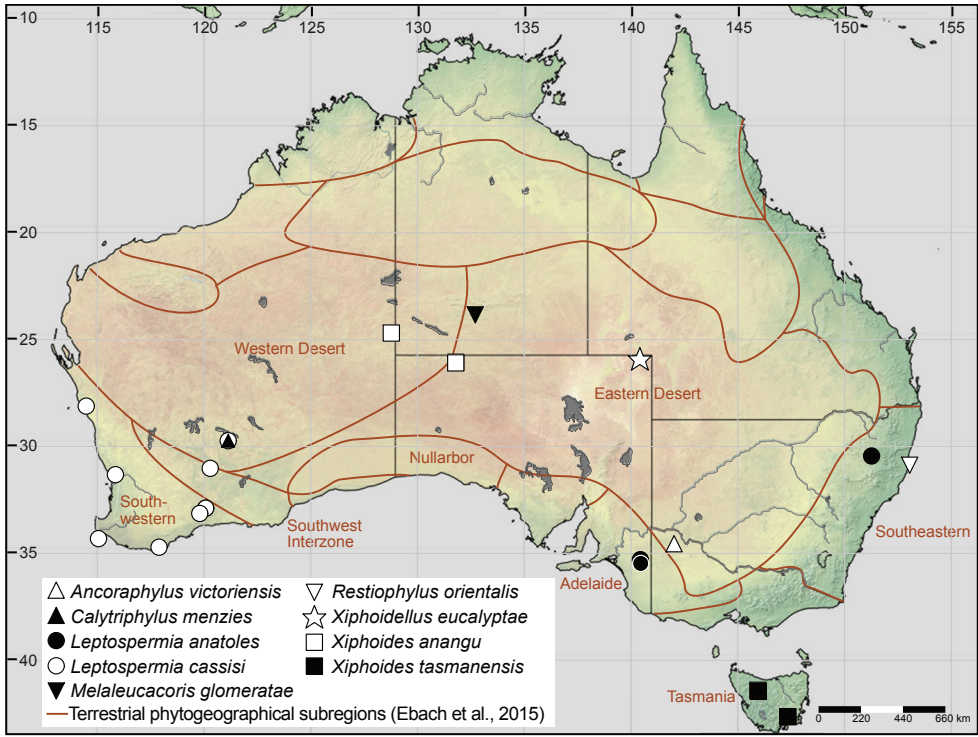 10
115 120 125 130 135 140 145 150 155
15
20
25
30
35
40
Western Desert
Eastern Desert
Nullarbor
South-
western
Southwest
Interzone
Adelaide
Southeastern
Tasmania
Ancoraphylus victoriensis
Calytriphylus menzies
Leptospermia anatoles
Leptospermia cassisi
Melaleucacoris glomeratae
Restiophylus orientalis
Xiphoidellus eucalyptae
Xiphoides anangu
Xiphoides tasmanensis
Terrestrial phytogeographical subregions (Ebach et al., 2015)
0 220 440 660 km